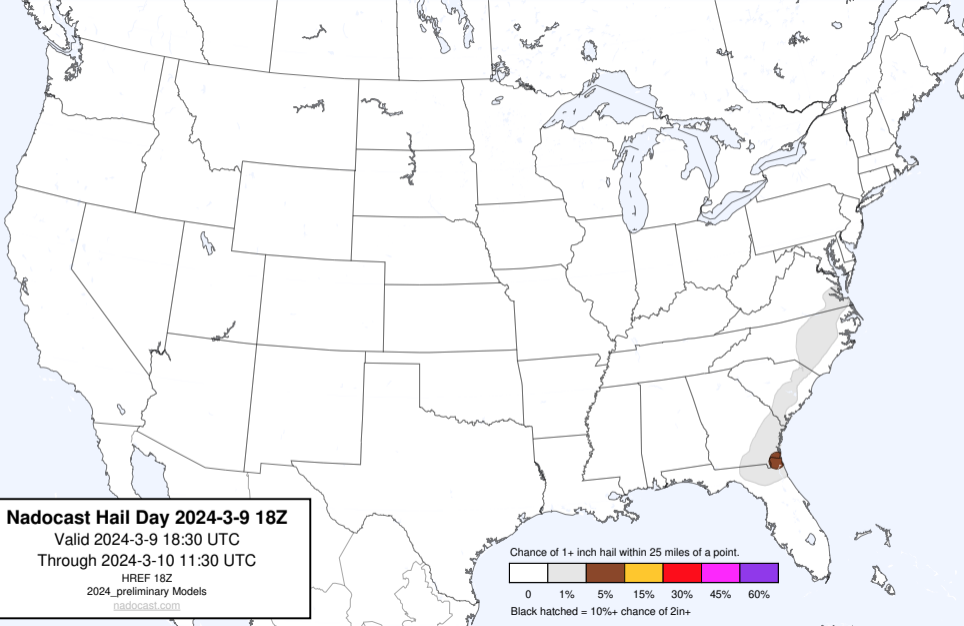 Nadocast Hail Day 2024-3-9 18Z
Valid 2024-3-9 18:30 UTC
Through 2024-3-10 11:30 UTC
HREF 18Z
2024_preliminary Models
nadocast.com
Chance of 1+ inch hail within 25 miles of a point.
0 1% 5% 15% 30% 45% 60%
Black hatched = 10%+ chance of 2in+